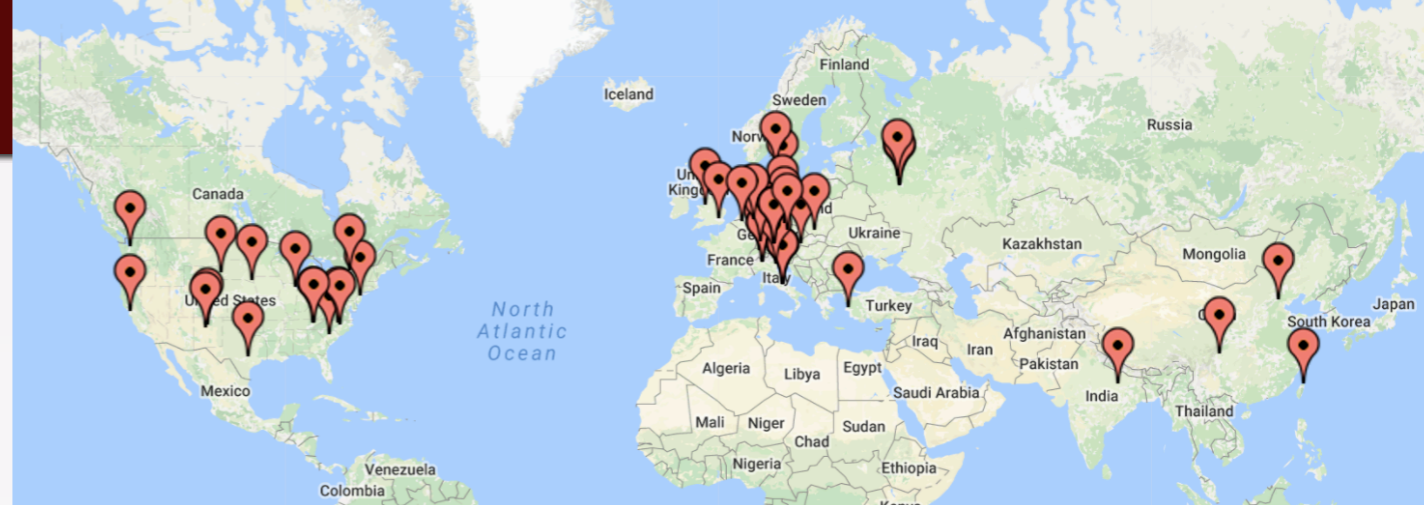 Finland
Iceland
Sweden
Russia
Canada
Ukraine
Kazakhstan
Mongolia
France
Spain
Italy
Turkey
United States
North
Atlantic
Ocean
Japan
South Korea
Afghanistan
Iraq
Iran
Pakistan
Algeria
Libya
Egypt
Saudi Arabia
Mexico
India
Thailand
Mali
Niger
Sudan
Chad
Nigeria
Ethiopia
Venezuela
Colombia